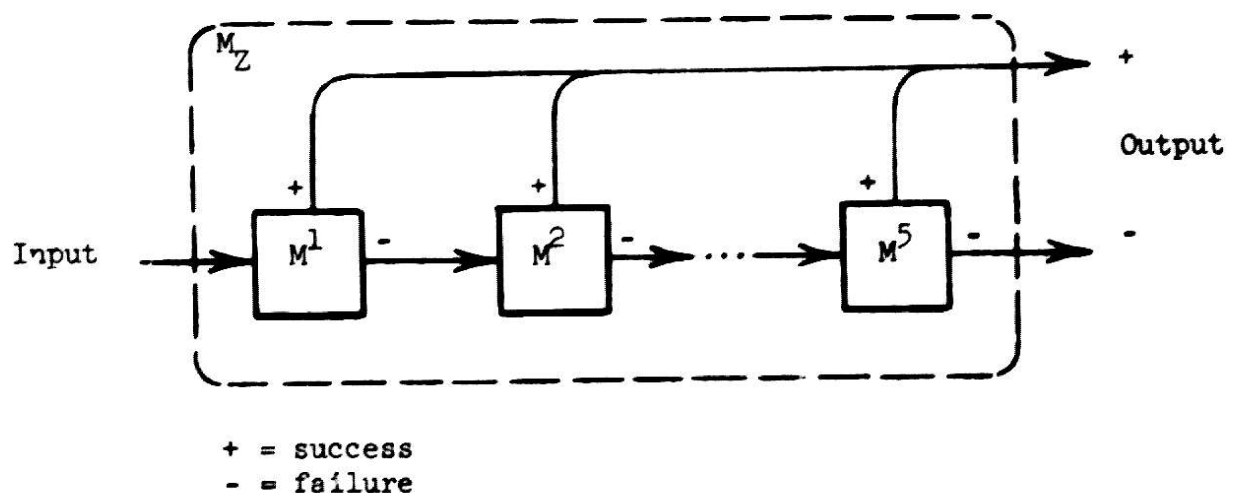 M_Z
+
Output
+ + +
Input M^1 - M^2 - ... M^5 - -
+ = success
- = failure